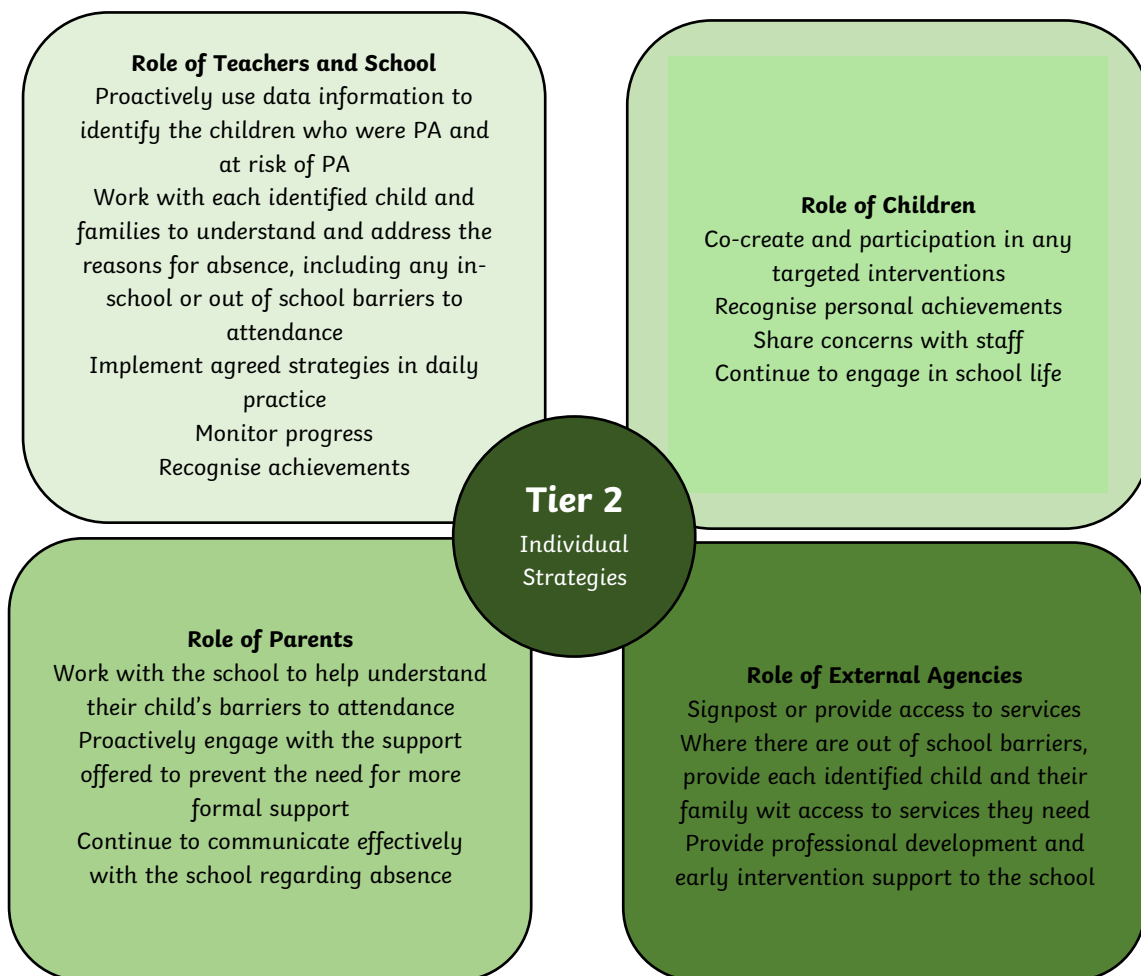 Role of Teachers and School
Proactively use data information to
identify the children who were PA and
at risk of PA
Work with each identified child and
families to understand and address the
reasons for absence, including any in-
school or out of school barriers to
attendance
Implement agreed strategies in daily
practice
Monitor progress
Recognise achievements
Role of Children
Co-create and participation in any
targeted interventions
Recognise personal achievements
Share concerns with staff
Continue to engage in school life
Tier 2
Individual
Strategies
Role of Parents
Work with the school to help understand
their child's barriers to attendance
Proactively engage with the support
offered to prevent the need for more
formal support
Continue to communicate effectively
with the school regarding absence
Role of External Agencies
Signpost or provide access to services
Where there are out of school barriers,
provide each identified child and their
family wit access to services they need
Provide professional development and
early intervention support to the school